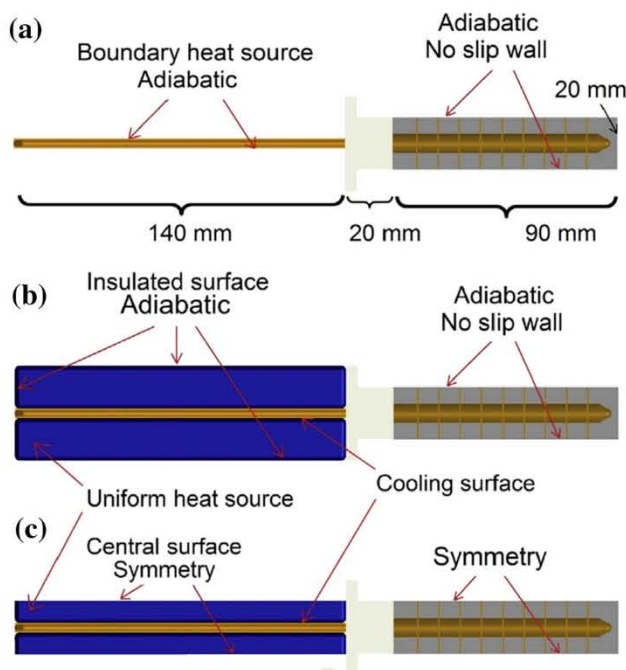 (a)
Boundary heat source
Adiabatic
Adiabatic
No slip wall
20 mm
140 mm
20 mm
90 mm
(b)
Insulated surface
Adiabatic
Adiabatic
No slip wall
Uniform heat source
Cooling surface
(c)
Central surface
Symmetry
Symmetry